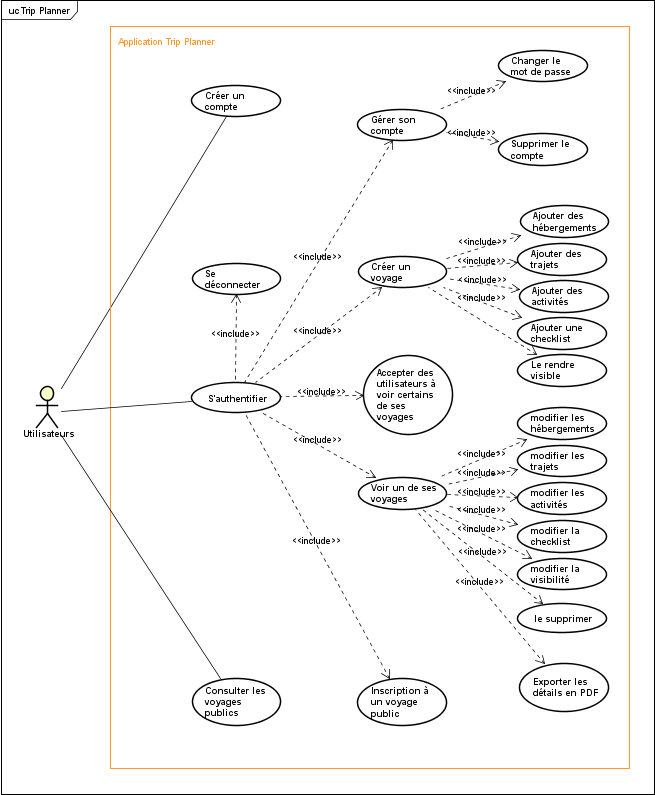 uc Trip Planner
Application Trip Planner
Changer le
mot de passe
<<include>>
Créer un
compte
Gérer son
compte
<<include>>
Supprimer le
compte
<<include>>
Ajouter des
hébergements
<<include>>
Ajouter des
trajets
<<include>>
Créer un
voyage
Se
déconnecter
<<include>>
Ajouter des
activités
<<include>>
Ajouter une
checklist
<<include>>
<<include>>
Le rendre
visible
Accepter des
utilisateurs à
voir certains
de ses
voyages
<<include>>
S'authentifier
Utilisateurs
<<include>>
modifier les
hébergements
<<include>>
modifier les
trajets
<<include>>
Voir un de ses
voyages
<<include>>
modifier les
activités
<<include>>
modifier la
checklist
<<include>>
<<include>>
<<include>>
modifier la
visibilité
<<include>>
le supprimer
Consulter les
voyages
publics
Inscription à
un voyage
public
Exporter les
détails en PDF